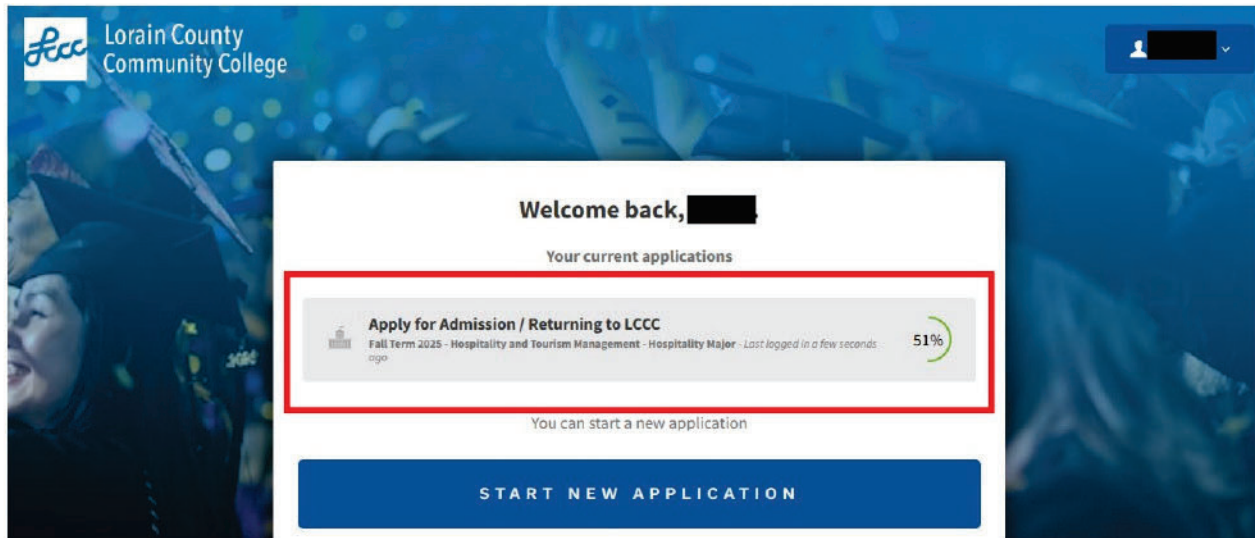 lccc
Lorain County
Community College
Welcome back, .
Your current applications
Apply for Admission / Returning to LCCC
Fall Term 2025 - Hospitality and Tourism Management - Hospitality Major - Last logged in a few seconds
ago
51%
You can start a new application
START NEW APPLICATION